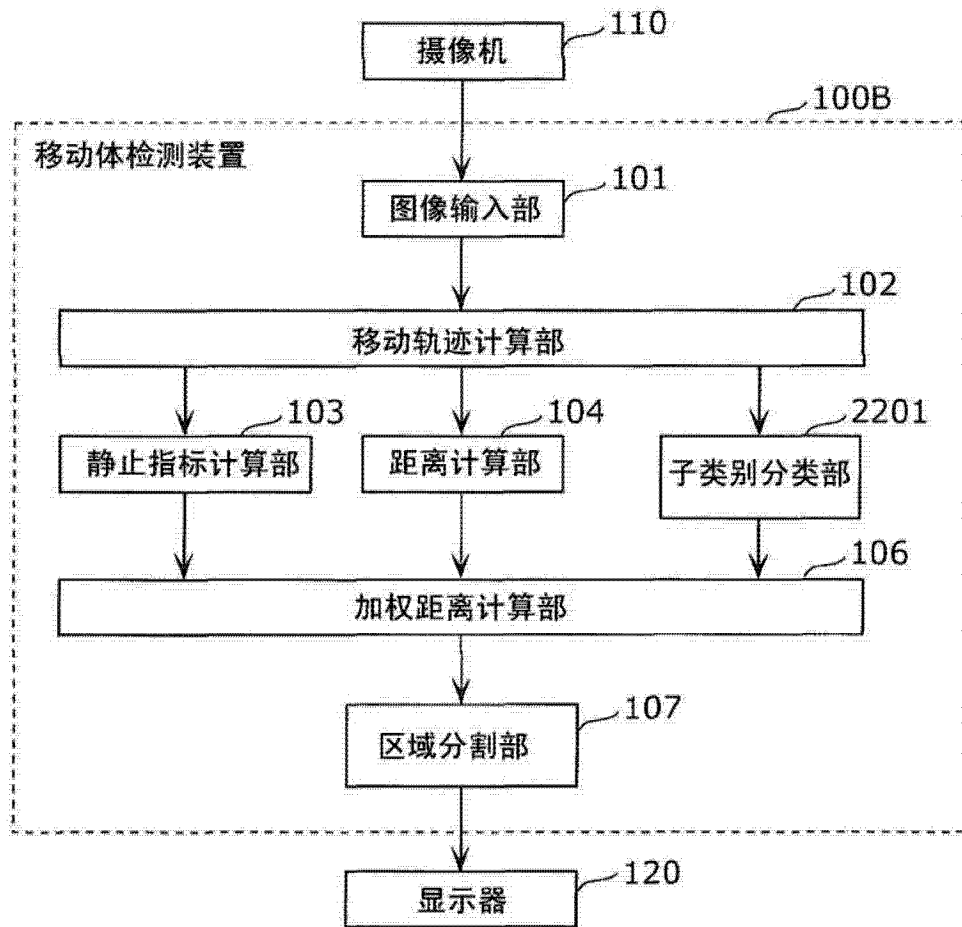 110
摄像机
100B
移动体检测装置
101
图像输入部
102
移动轨迹计算部
103
104
2201
静止指标计算部
距离计算部
子类别分类部
106
加权距离计算部
107
区域分割部
120
显示器